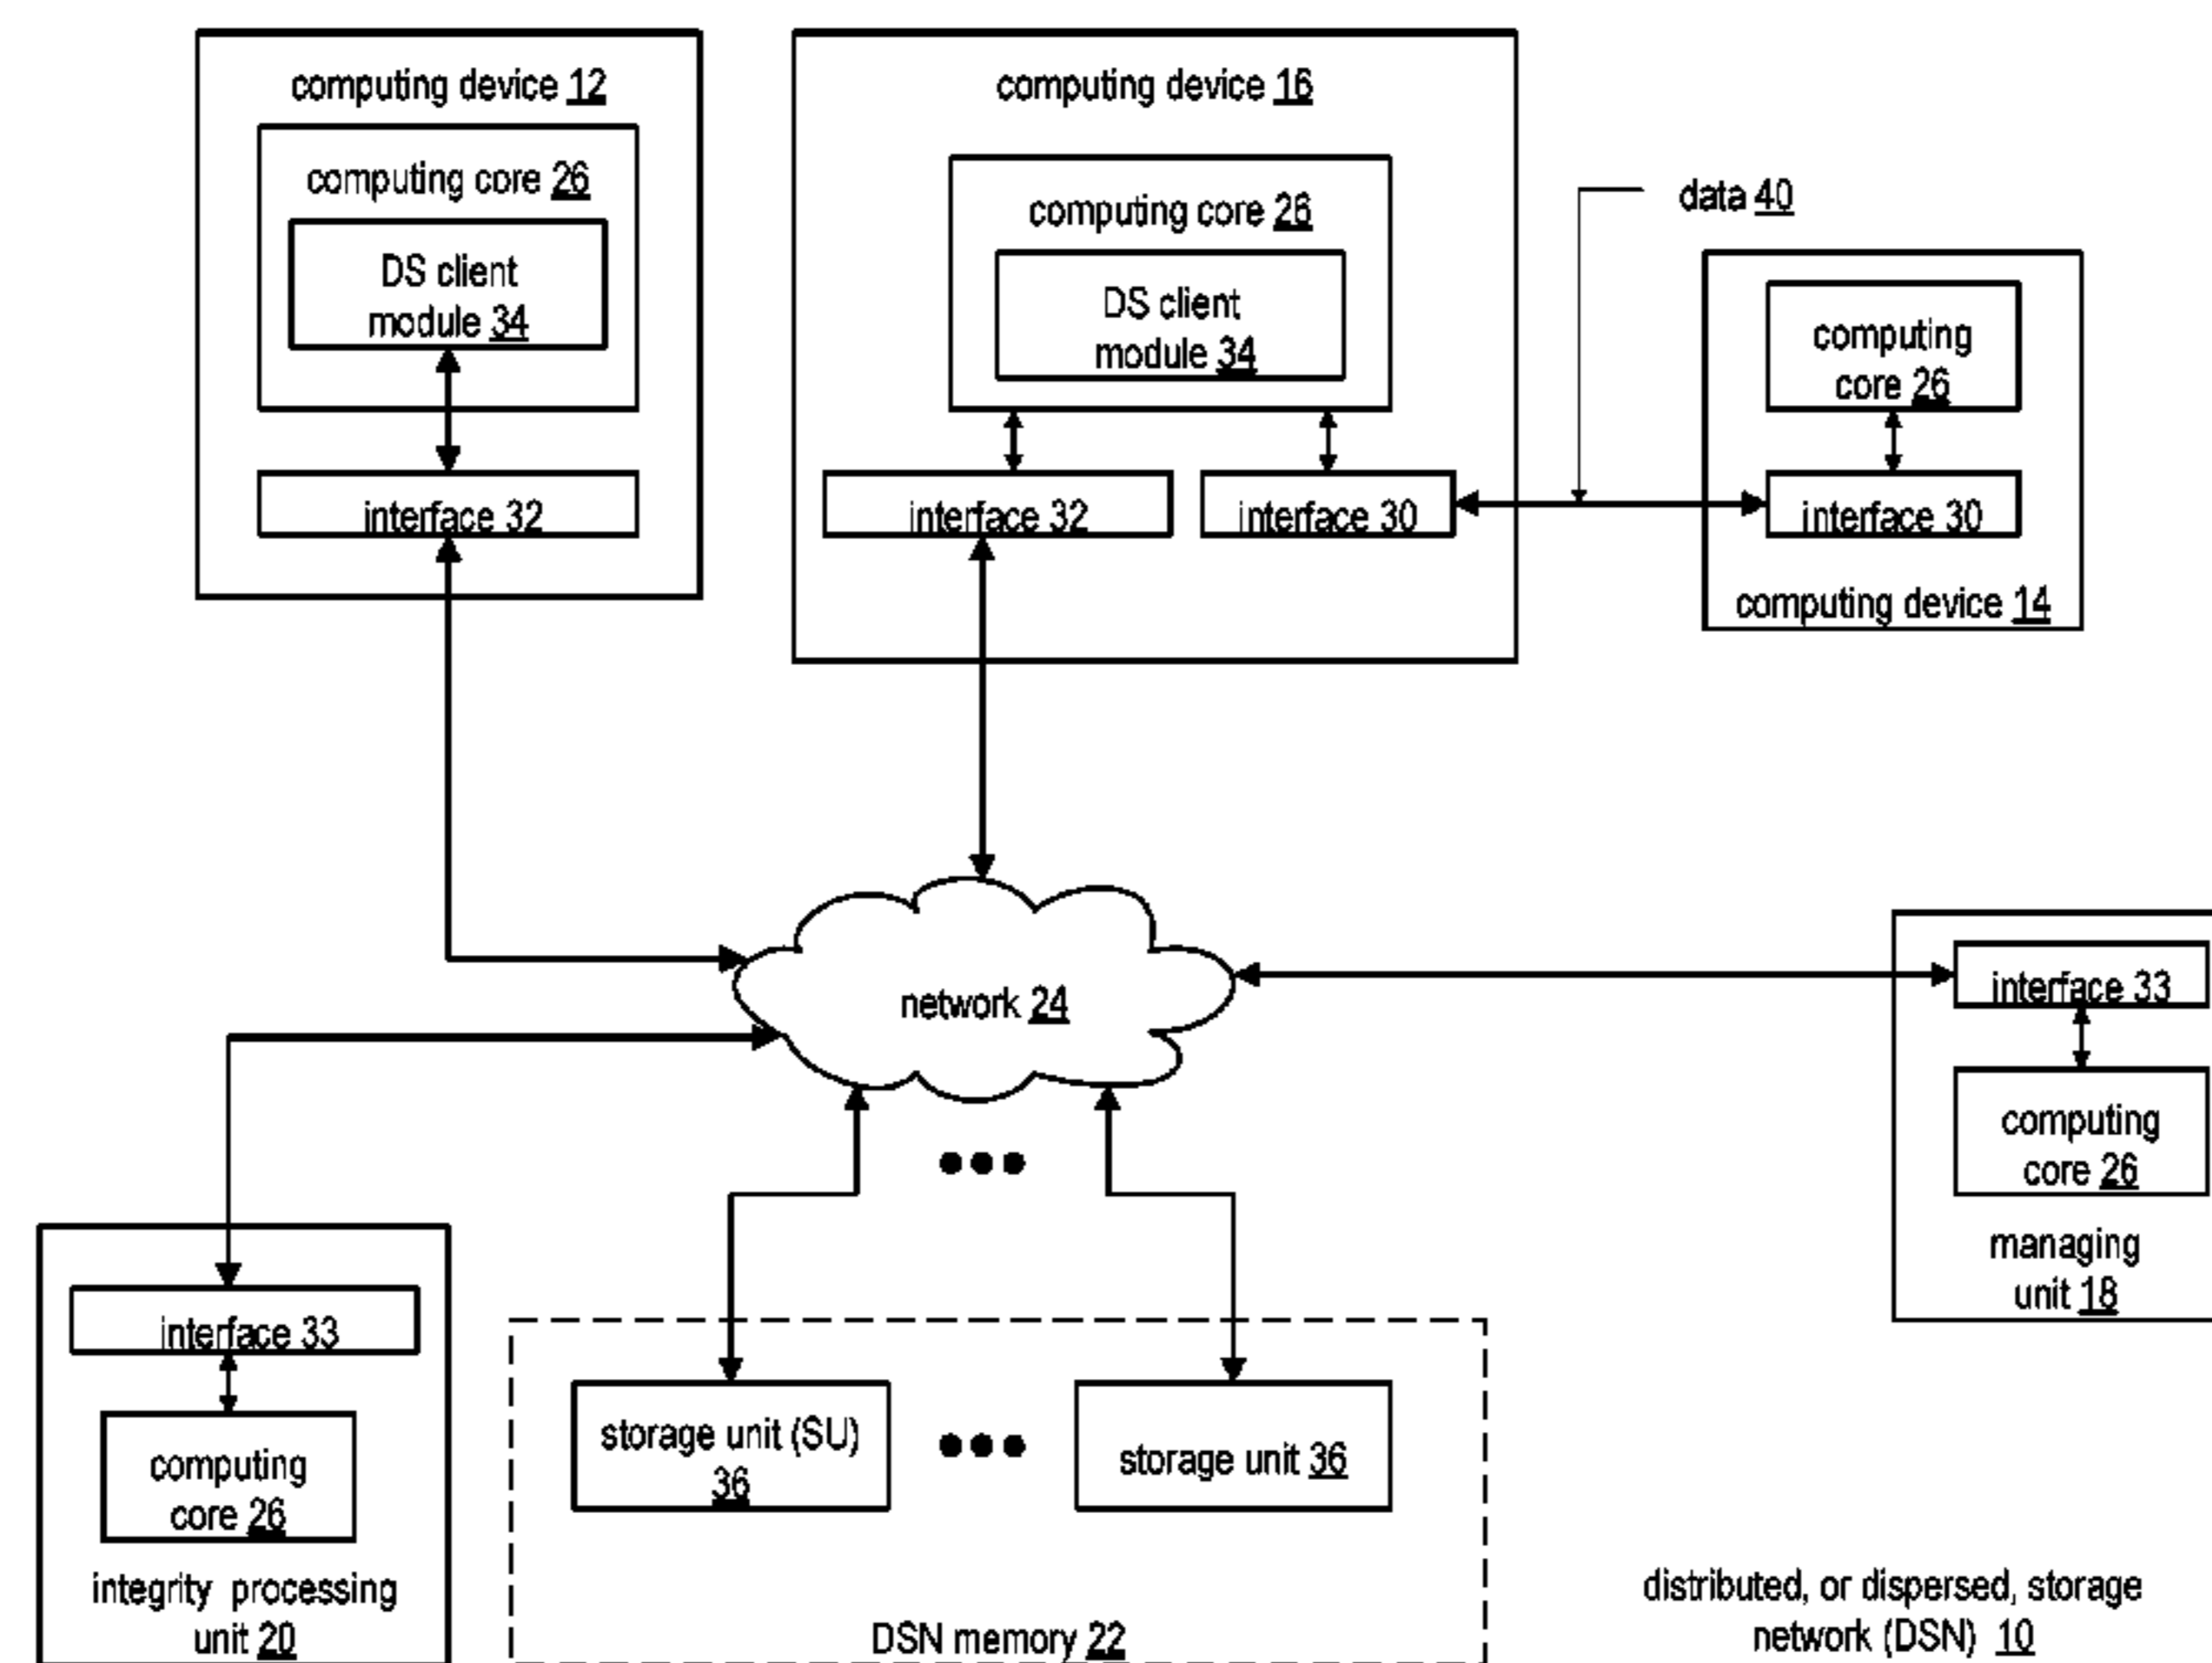 computing device 12
computing core 26
DS client
module 34
interface 32
computing device 16
computing core 26
DS client
module 34
interface 32
interface 30
data 40
computing
core 26
interface 30
computing device 14
network 24
interface 33
computing
core 26
managing
unit 18
interface 33
computing
core 26
integrity processing
unit 20
storage unit (SU)
36
storage unit 36
DSN memory 22
distributed, or dispersed, storage
network (DSN) 10